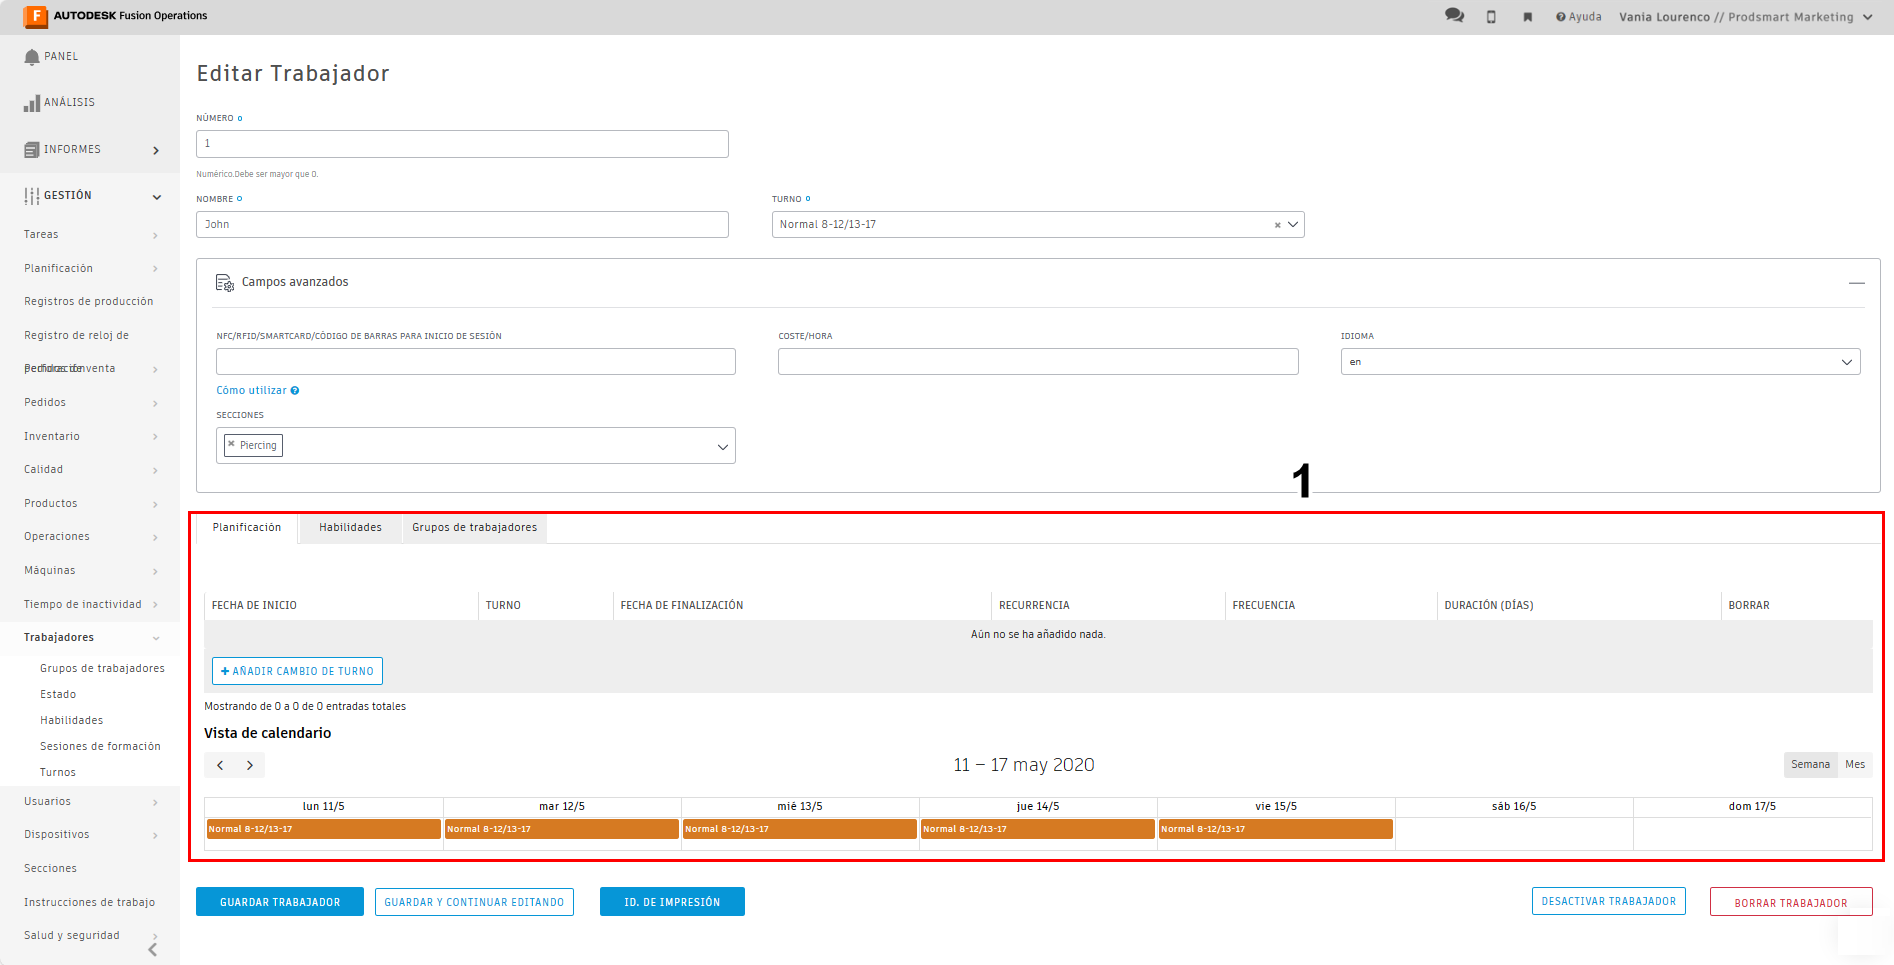 AUTODESK Fusion Operations
Ayuda
Vania Lourenco // Prodsmart Marketing
PANEL
ANÁLISIS
INFORMES
GESTIÓN
Tareas
Planificación
Registros de producción
Registro de reloj de
perforación
Pedidos de venta
Pedidos
Inventario
Calidad
Productos
Operaciones
Máquinas
Tiempo de inactividad
Trabajadores
Grupos de trabajadores
Estado
Habilidades
Sesiones de formación
Turnos
Usuarios
Dispositivos
Secciones
Instrucciones de trabajo
Salud y seguridad
Editar Trabajador
NÚMERO
1
Numérico.Debe ser mayor que 0.
NOMBRE
John
TURNO
Normal 8-12/13-17
Campos avanzados
NFC/RFID/SMARTCARD/CÓDIGO DE BARRAS PARA INICIO DE SESIÓN
Cómo utilizar
COSTE/HORA
IDIOMA
en
SECCIONES
Piercing
1
Planificación Habilidades Grupos de trabajadores
FECHA DE INICIO TURNO FECHA DE FINALIZACIÓN RECURRENCIA FRECUENCIA DURACIÓN (DÍAS) BORRAR
Aún no se ha añadido nada.
+ AÑADIR CAMBIO DE TURNO
Mostrando de 0 a 0 de 0 entradas totales
Vista de calendario
11 – 17 may 2020
Semana Mes
lun 11/5 mar 12/5 mié 13/5 jue 14/5 vie 15/5 sáb 16/5 dom 17/5
Normal 8-12/13-17 Normal 8-12/13-17 Normal 8-12/13-17 Normal 8-12/13-17 Normal 8-12/13-17
GUARDAR TRABAJADOR GUARDAR Y CONTINUAR EDITANDO ID. DE IMPRESIÓN DESACTIVAR TRABAJADOR BORRAR TRABAJADOR